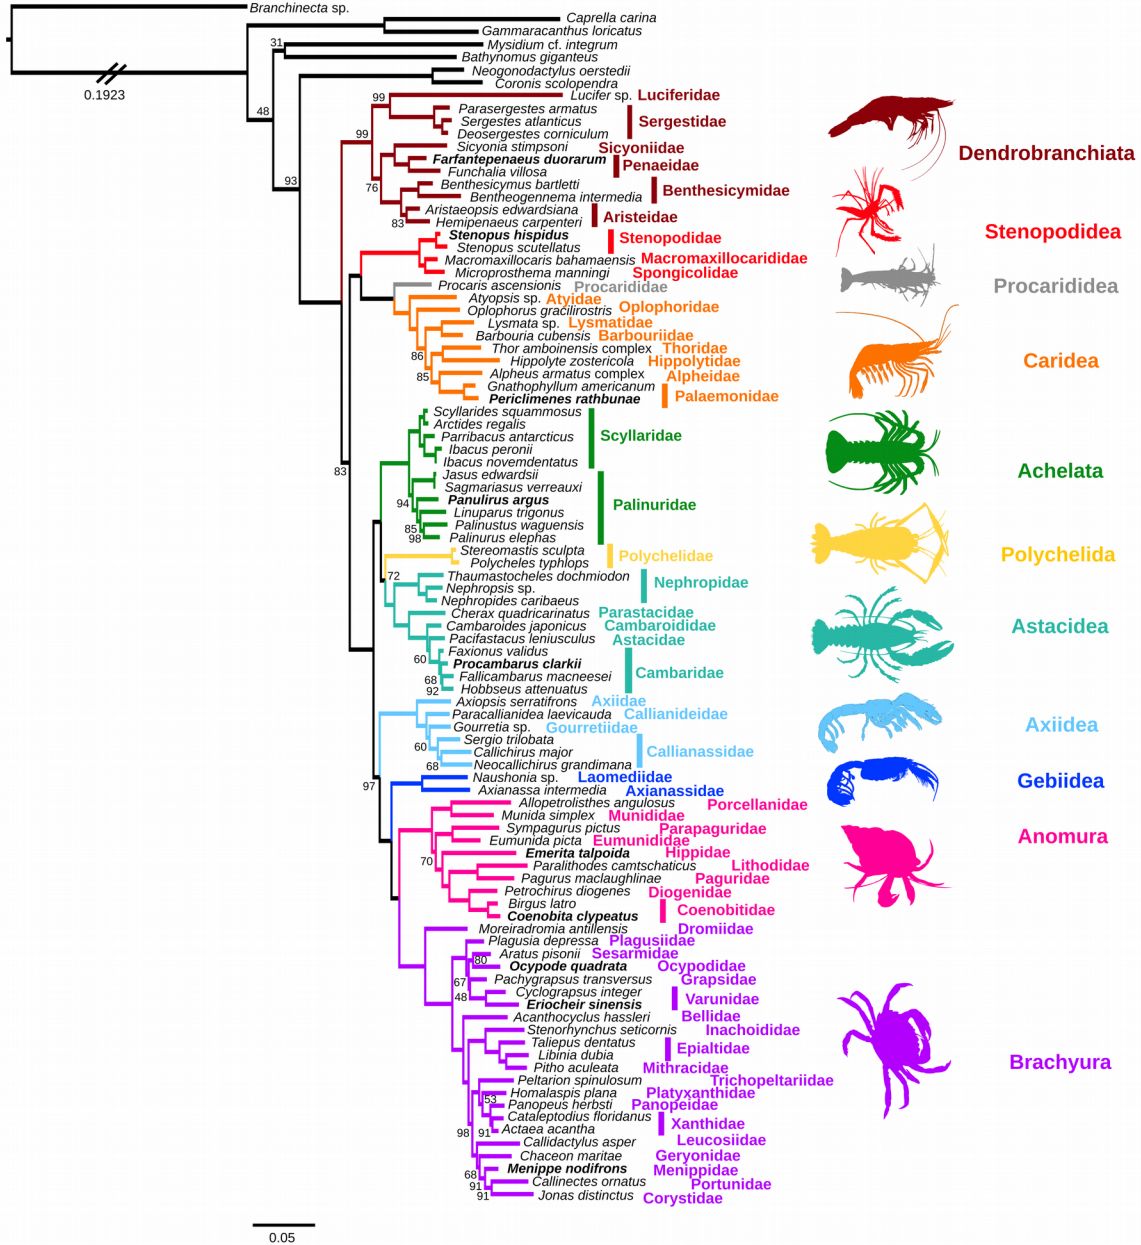 Branchinecta sp.
Caprella carina
Gammaracanthus loricatus
31
Mysidium cf. integrum
Bathynomus giganteus
Neogonodactylus oerstedii
Coronis scolopendra
0.1923
48
99
Lucifer sp. Luciferidae
Parasergestes armatus
Sergestes atlanticus
Sergestidae
Deosergestes corniculum
99
Sicyonia stimpsoni Sicyoniidae
Farfantepenaeus duorarum
Penaeidae
Funchalia villosa
Dendrobranchiata
93
76
Benthesicymus bartletti
Benthesicymidae
Bentheogennema intermedia
Aristaeopsis edwardsiana
Aristeidae
83
Hemipenaeus carpenteri
Stenopus hispidus
Stenopodidae
Stenopus scutellatus
Stenopodidea
Macromaxillocaris bahamaensis Macromaxillocarididae
Microprosthema manningi Spongicolidae
Procaris ascensionis Procarididae
Procarididea
Atyopsis sp. Atyidae
Oplophorus gracilirostris Oplophoridae
Lysmata sp. Lysmatidae
Barbouria cubensis Barbouriidae
Thor amboinensis complex Thoridae
86
Hippolyte zostericola Hippolytidae
Caridea
85
Alpheus armatus complex Alpheidae
Gnathophyllum americanum
Palaemonidae
Periclimenes rathbunae
Scyllarides squammosus
Arctides regalis
Parribacus antarcticus
Scyllaridae
Ibacus peronii
Ibacus novemdentatus
83
Jasus edwardsii
Achelata
Sagmariasus verreauxi
94
Panulirus argus
Palinuridae
Linuparus trigonus
85
Palinustus waguensis
98
Palinurus elephas
Stereomastis sculpta
Polychelidae
Polycheles typhlops
Polychelida
72
Thaumastocheles dochmiodon
Nephropidae
Nephropsis sp.
Nephropides caribaeus
Cherax quadricarinatus Parastacidae
Cambaroides japonicus Cambaroididae
Astacidea
Pacifastacus leniusculus Astacidae
Faxionus validus
60
Procambarus clarkii
Cambaridae
68
Fallicambarus macneesei
92
Hobbseus attenuatus
Axiopsis serratifrons Axiidae
Paracallianidea laevicauda Callianideidae
Gourretia sp. Gourretiidae
Axiidea
Sergio trilobata
60
Callichirus major
Callianassidae
68
Neocallichirus grandimana
97
Naushonia sp. Laomediidae
Gebiidea
Axianassa intermedia Axianassidae
Allopetrolisthes angulosus Porcellanidae
Munida simplex Munididae
Sympagurus pictus Parapaguridae
Anomura
Eumunida picta Eumunididae
70
Emerita talpoida Hippidae
Paralithodes camtschaticus Lithodidae
Pagurus maclaughlinae Paguridae
Petrochirus diogenes Diogenidae
Birgus latro
Coenobitidae
Coenobita clypeatus
Moreiradromia antillensis Dromiidae
Plagusia depressa Plagusiidae
Aratus pisonii Sesarmidae
80
Ocypode quadrata Ocypodidae
67
Pachygrapsus transversus Grapsidae
48
Cyclograpsus integer
Varunidae
Eriocheir sinensis
Acanthocyclus hassleri Bellidae
Stenorhynchus seticornis Inachoididae
Taliepus dentatus
Epialtidae
Libinia dubia
Brachyura
Pitho aculeata Mithracidae
Peltarion spinulosum Trichopeltariidae
Homalaspis plana Platyxanthidae
53
Panopeus herbsti Panopeidae
Cataleptodius floridanus
Xanthidae
98
91
Actaea acantha
Callidactylus asper Leucosiidae
Chaceon maritae Geryonidae
68
Menippe nodifrons Menippidae
91
Callinectes ornatus Portunidae
91
Jonas distinctus Corystidae
0.05